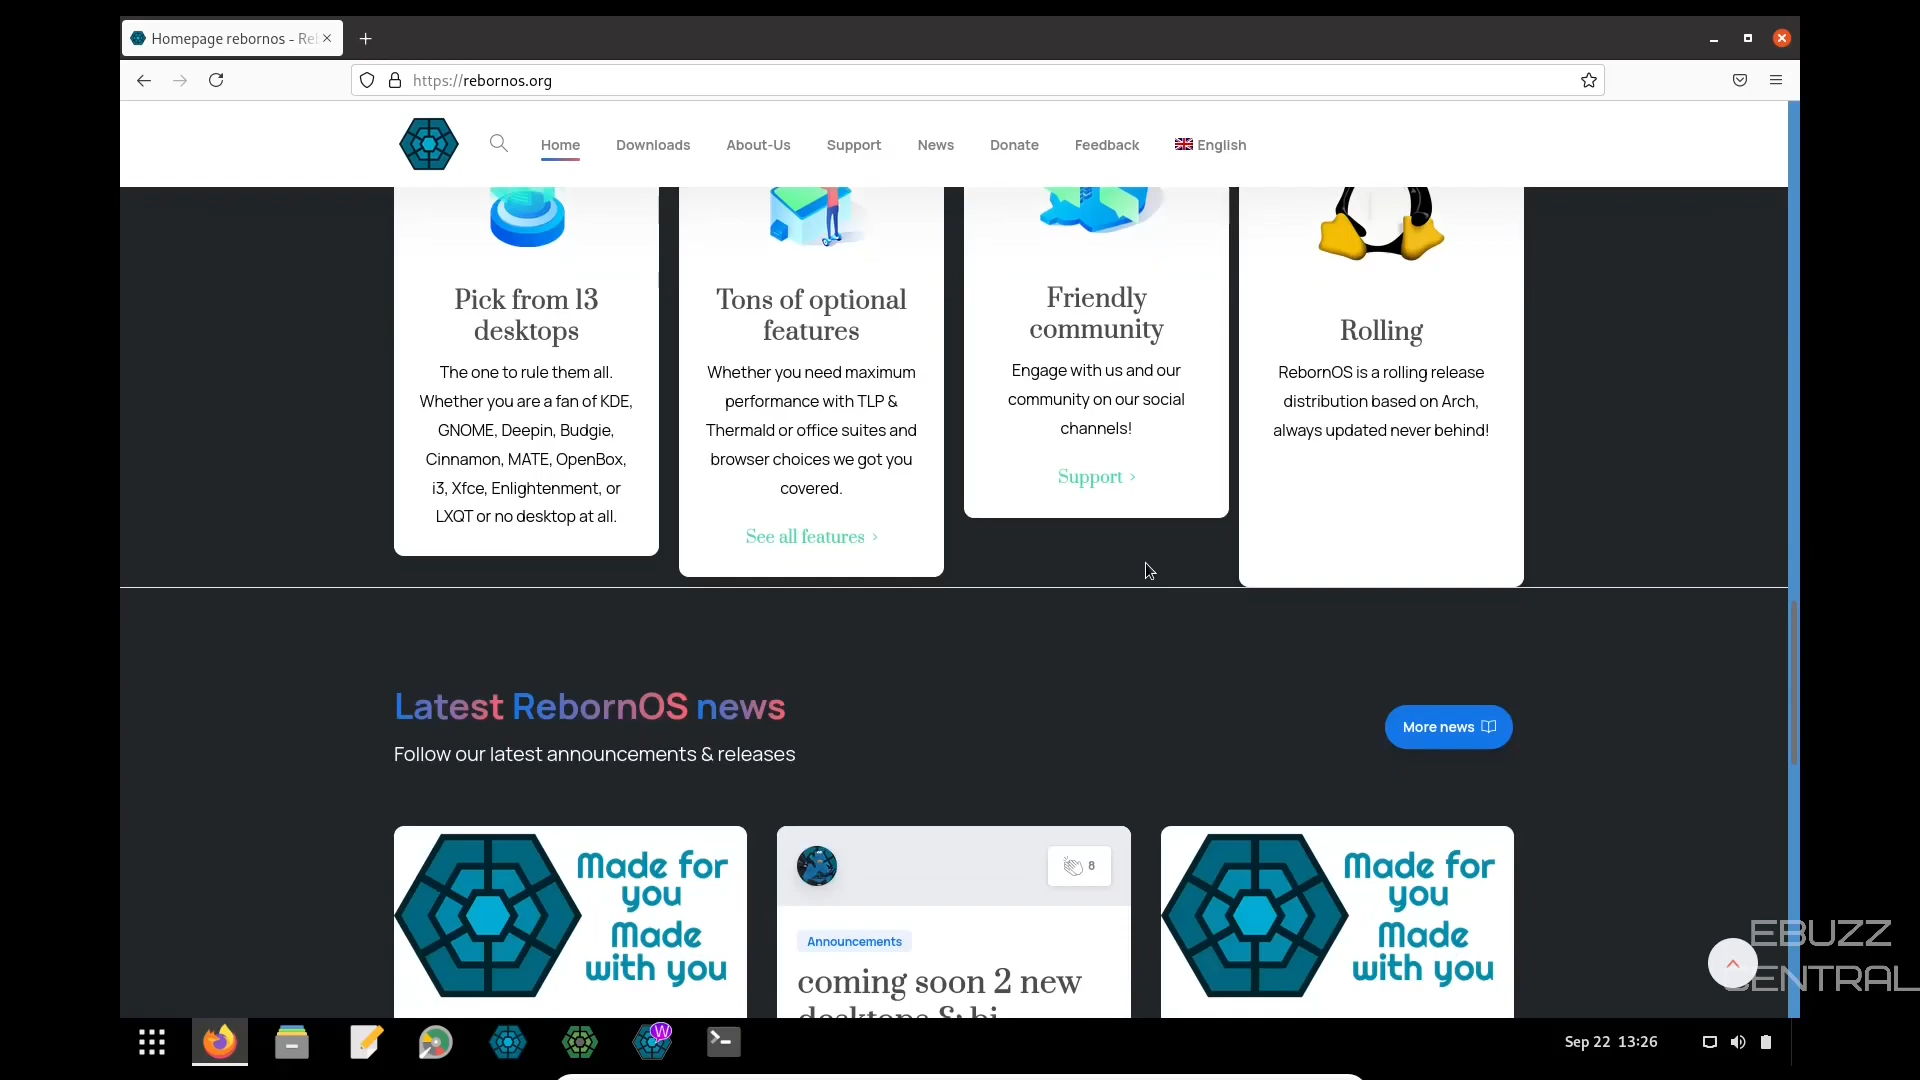 Homepage rebornos - Rel
https://rebornos.org
Home
Downloads
About-Us
Support
News
Donate
Feedback
English
Pick from 13
desktops
The one to rule them all.
Whether you are a fan of KDE,
GNOME, Deepin, Budgie,
Cinnamon, MATE, OpenBox,
i3, Xfce, Enlightenment, or
LXQT or no desktop at all.
Tons of optional
features
Whether you need maximum
performance with TLP &
Thermald or office suites and
browser choices we got you
covered.
See all features
Friendly
community
Engage with us and our
community on our social
channels!
Support
Rolling
RebornOS is a rolling release
distribution based on Arch,
always updated never behind!
Latest RebornOS news
Follow our latest announcements & releases
More news
Made for
you
Made
with you
8
Announcements
coming soon 2 new
desktops & bi
Made for
you
Made
with you
EBUZZ
CENTRAL
W
Sep 22 13:26